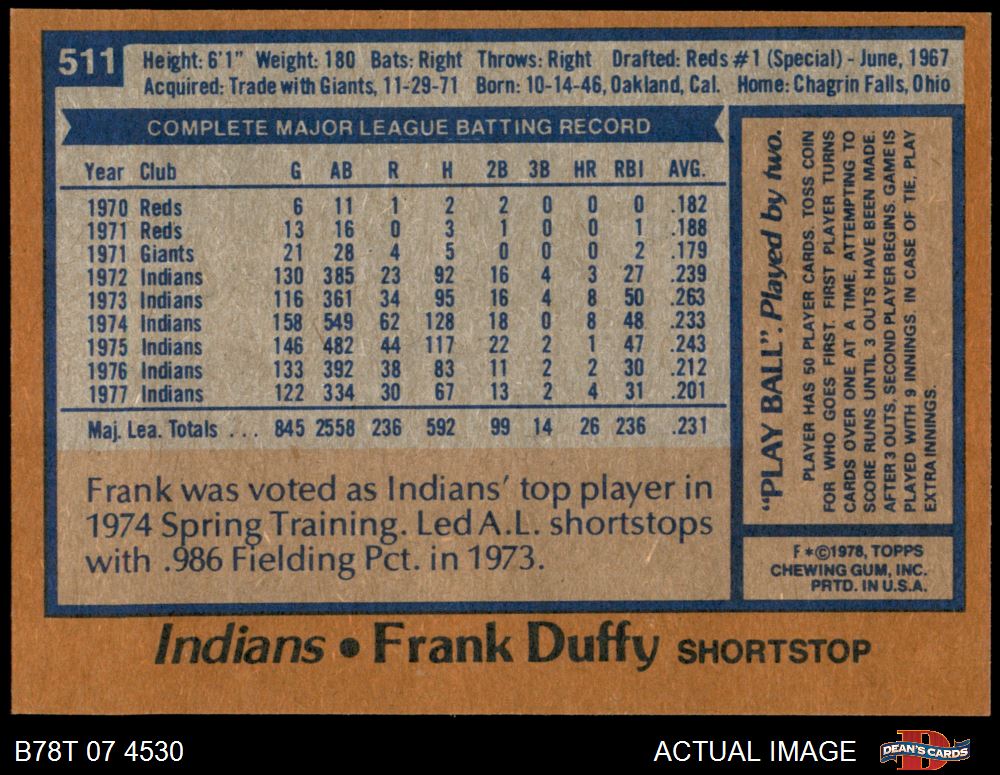 511
Height: 6'1" Weight: 180 Bats: Right Throws: Right Drafted: Reds #1 (Special) - June, 1967
Acquired: Trade with Giants, 11-29-71 Born: 10-14-46, Oakland, Cal. Home: Chagrin Falls, Ohio
COMPLETE MAJOR LEAGUE BATTING RECORD
Year Club G AB R H 2B 3B HR RBI AVG.
1970 Reds 6 11 1 2 2 0 0 0 .182
1971 Reds 13 16 0 3 1 0 0 1 .188
1971 Giants 21 28 4 5 0 0 0 2 .179
1972 Indians 130 385 23 92 16 4 3 27 .239
1973 Indians 116 361 34 95 16 4 8 50 .263
1974 Indians 158 549 62 128 18 0 8 48 .233
1975 Indians 146 482 44 117 22 2 1 47 .243
1976 Indians 133 392 38 83 11 2 2 30 .212
1977 Indians 122 334 30 67 13 2 4 31 .201
Maj. Lea. Totals ... 845 2558 236 592 99 14 26 236 .231
Frank was voted as Indians' top player in
1974 Spring Training. Led A.L. shortstops
with .986 Fielding Pct. in 1973.
"PLAY BALL". Played by two.
PLAYER HAS 50 PLAYER CARDS. TOSS COIN
FOR WHO GOES FIRST. FIRST PLAYER TURNS
CARDS OVER ONE AT A TIME, ATTEMPTING TO
SCORE RUNS UNTIL 3 OUTS HAVE BEEN MADE.
AFTER 3 OUTS, SECOND PLAYER BEGINS. GAME IS
PLAYED WITH 9 INNINGS. IN CASE OF TIE, PLAY
EXTRA INNINGS.
F*©1978, TOPPS
CHEWING GUM, INC.
PRTD. IN U.S.A.
Indians • Frank Duffy SHORTSTOP
B78T 07 4530
ACTUAL IMAGE
DEAN'S CARDS